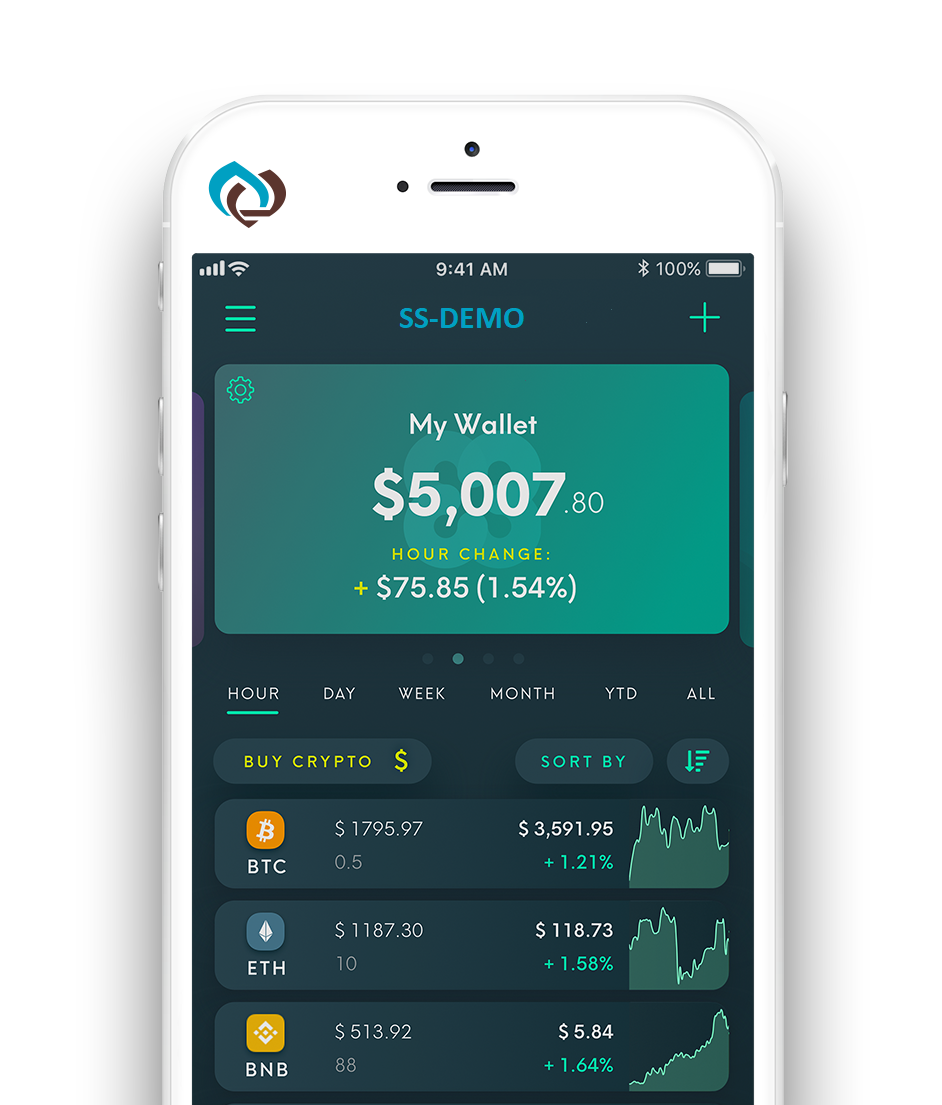 9:41 AM
100%
SS-DEMO
My Wallet
$5,007.80
HOUR CHANGE:
+ $75.85 (1.54%)
HOUR DAY WEEK MONTH YTD ALL
BUY CRYPTO $
SORT BY
$ 1795.97 $ 3,591.95
BTC 0.5 + 1.21%
$ 1187.30 $ 118.73
ETH 10 + 1.58%
$ 513.92 $ 5.84
BNB 88 + 1.64%